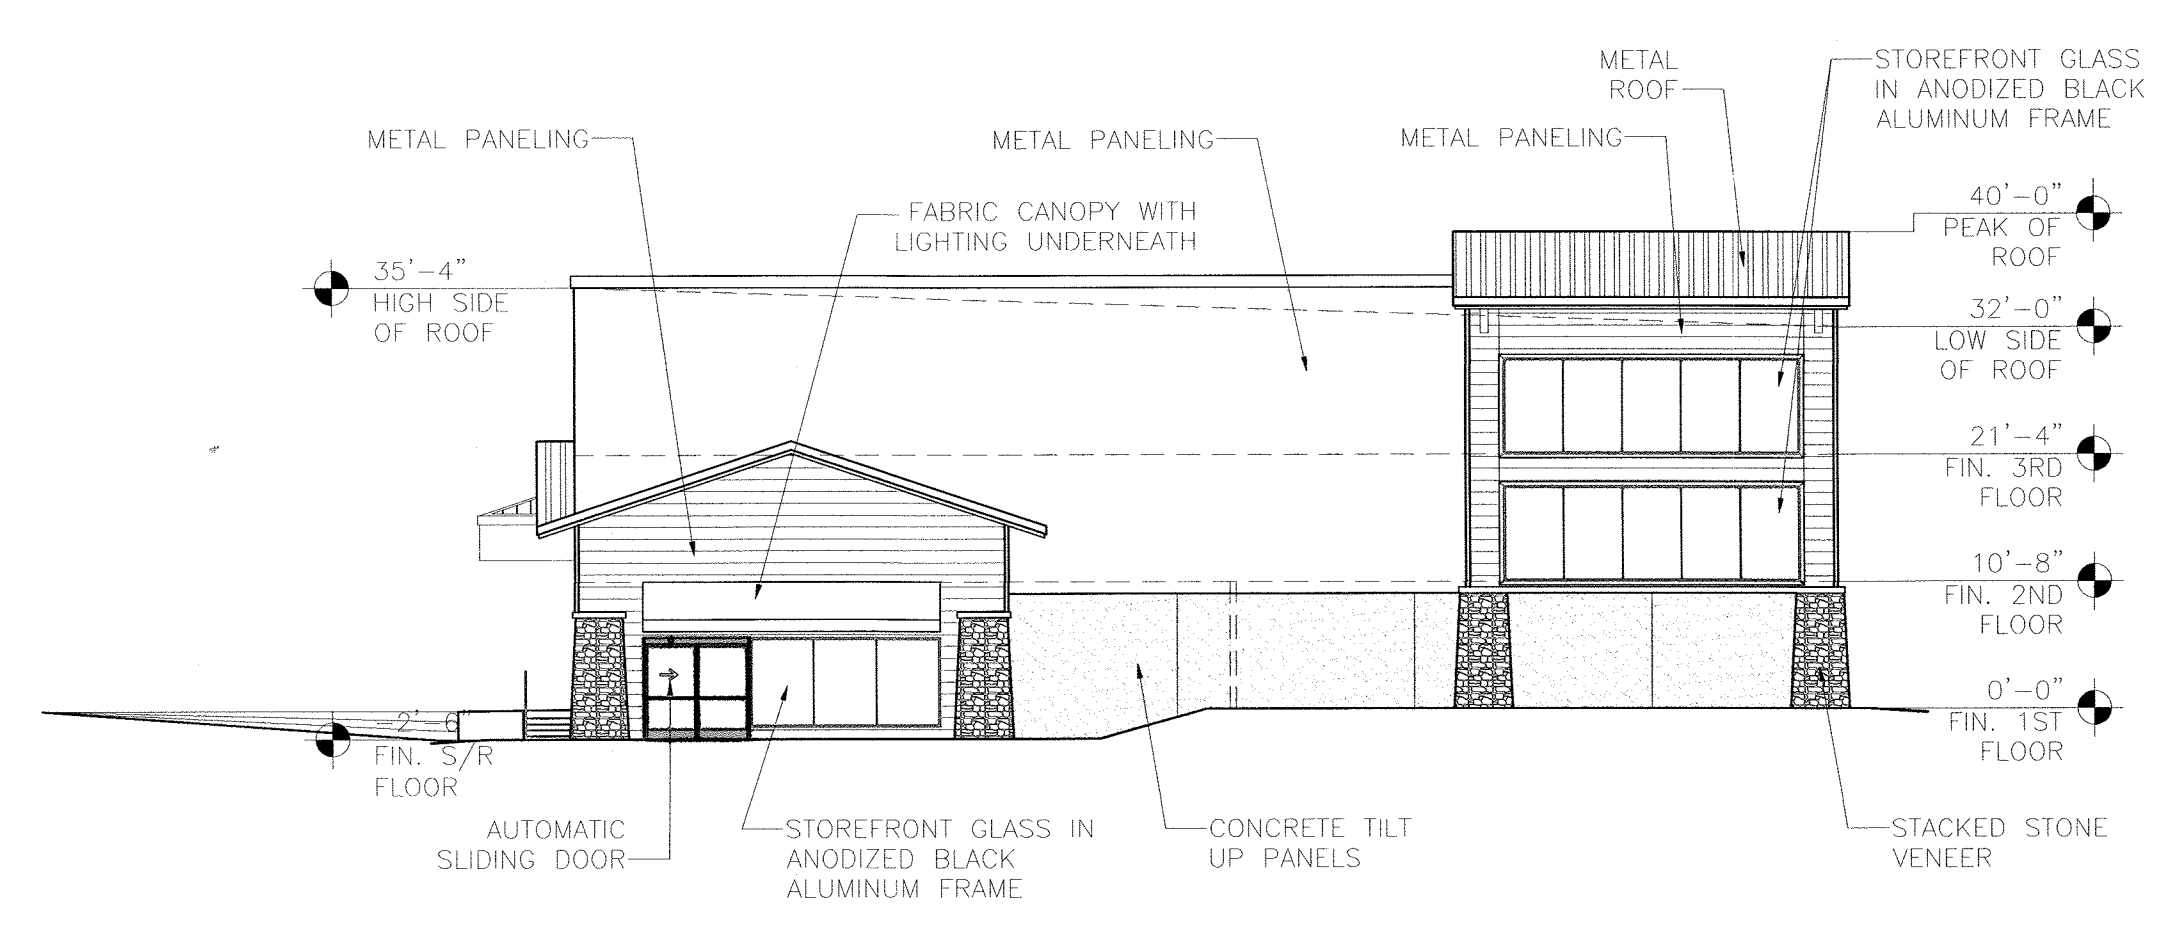 METAL
ROOF
STOREFRONT GLASS
IN ANODIZED BLACK
ALUMINUM FRAME
METAL PANELING
METAL PANELING
METAL PANELING
FABRIC CANOPY WITH
LIGHTING UNDERNEATH
40'-0"
PEAK OF
ROOF
35'-4"
HIGH SIDE
OF ROOF
32'-0"
LOW SIDE
OF ROOF
21'-4"
FIN. 3RD
FLOOR
10'-8"
FIN. 2ND
FLOOR
0'-0"
FIN. 1ST
FLOOR
-2'-6"
FIN. S/R
FLOOR
AUTOMATIC
SLIDING DOOR
STOREFRONT GLASS IN
ANODIZED BLACK
ALUMINUM FRAME
CONCRETE TILT
UP PANELS
STACKED STONE
VENEER